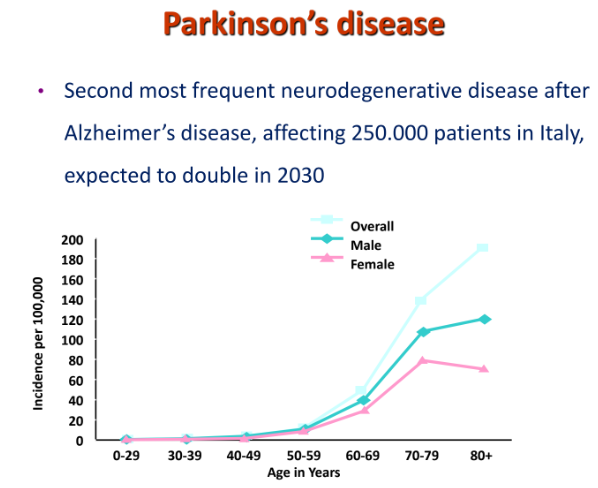 Parkinson's disease
• Second most frequent neurodegenerative disease after
Alzheimer's disease, affecting 250.000 patients in Italy,
expected to double in 2030
Overall
Male
Female
200
180
160
140
120
100
80
60
40
20
0
Incidence per 100,000
0-29 30-39 40-49 50-59 60-69 70-79 80+
Age in Years